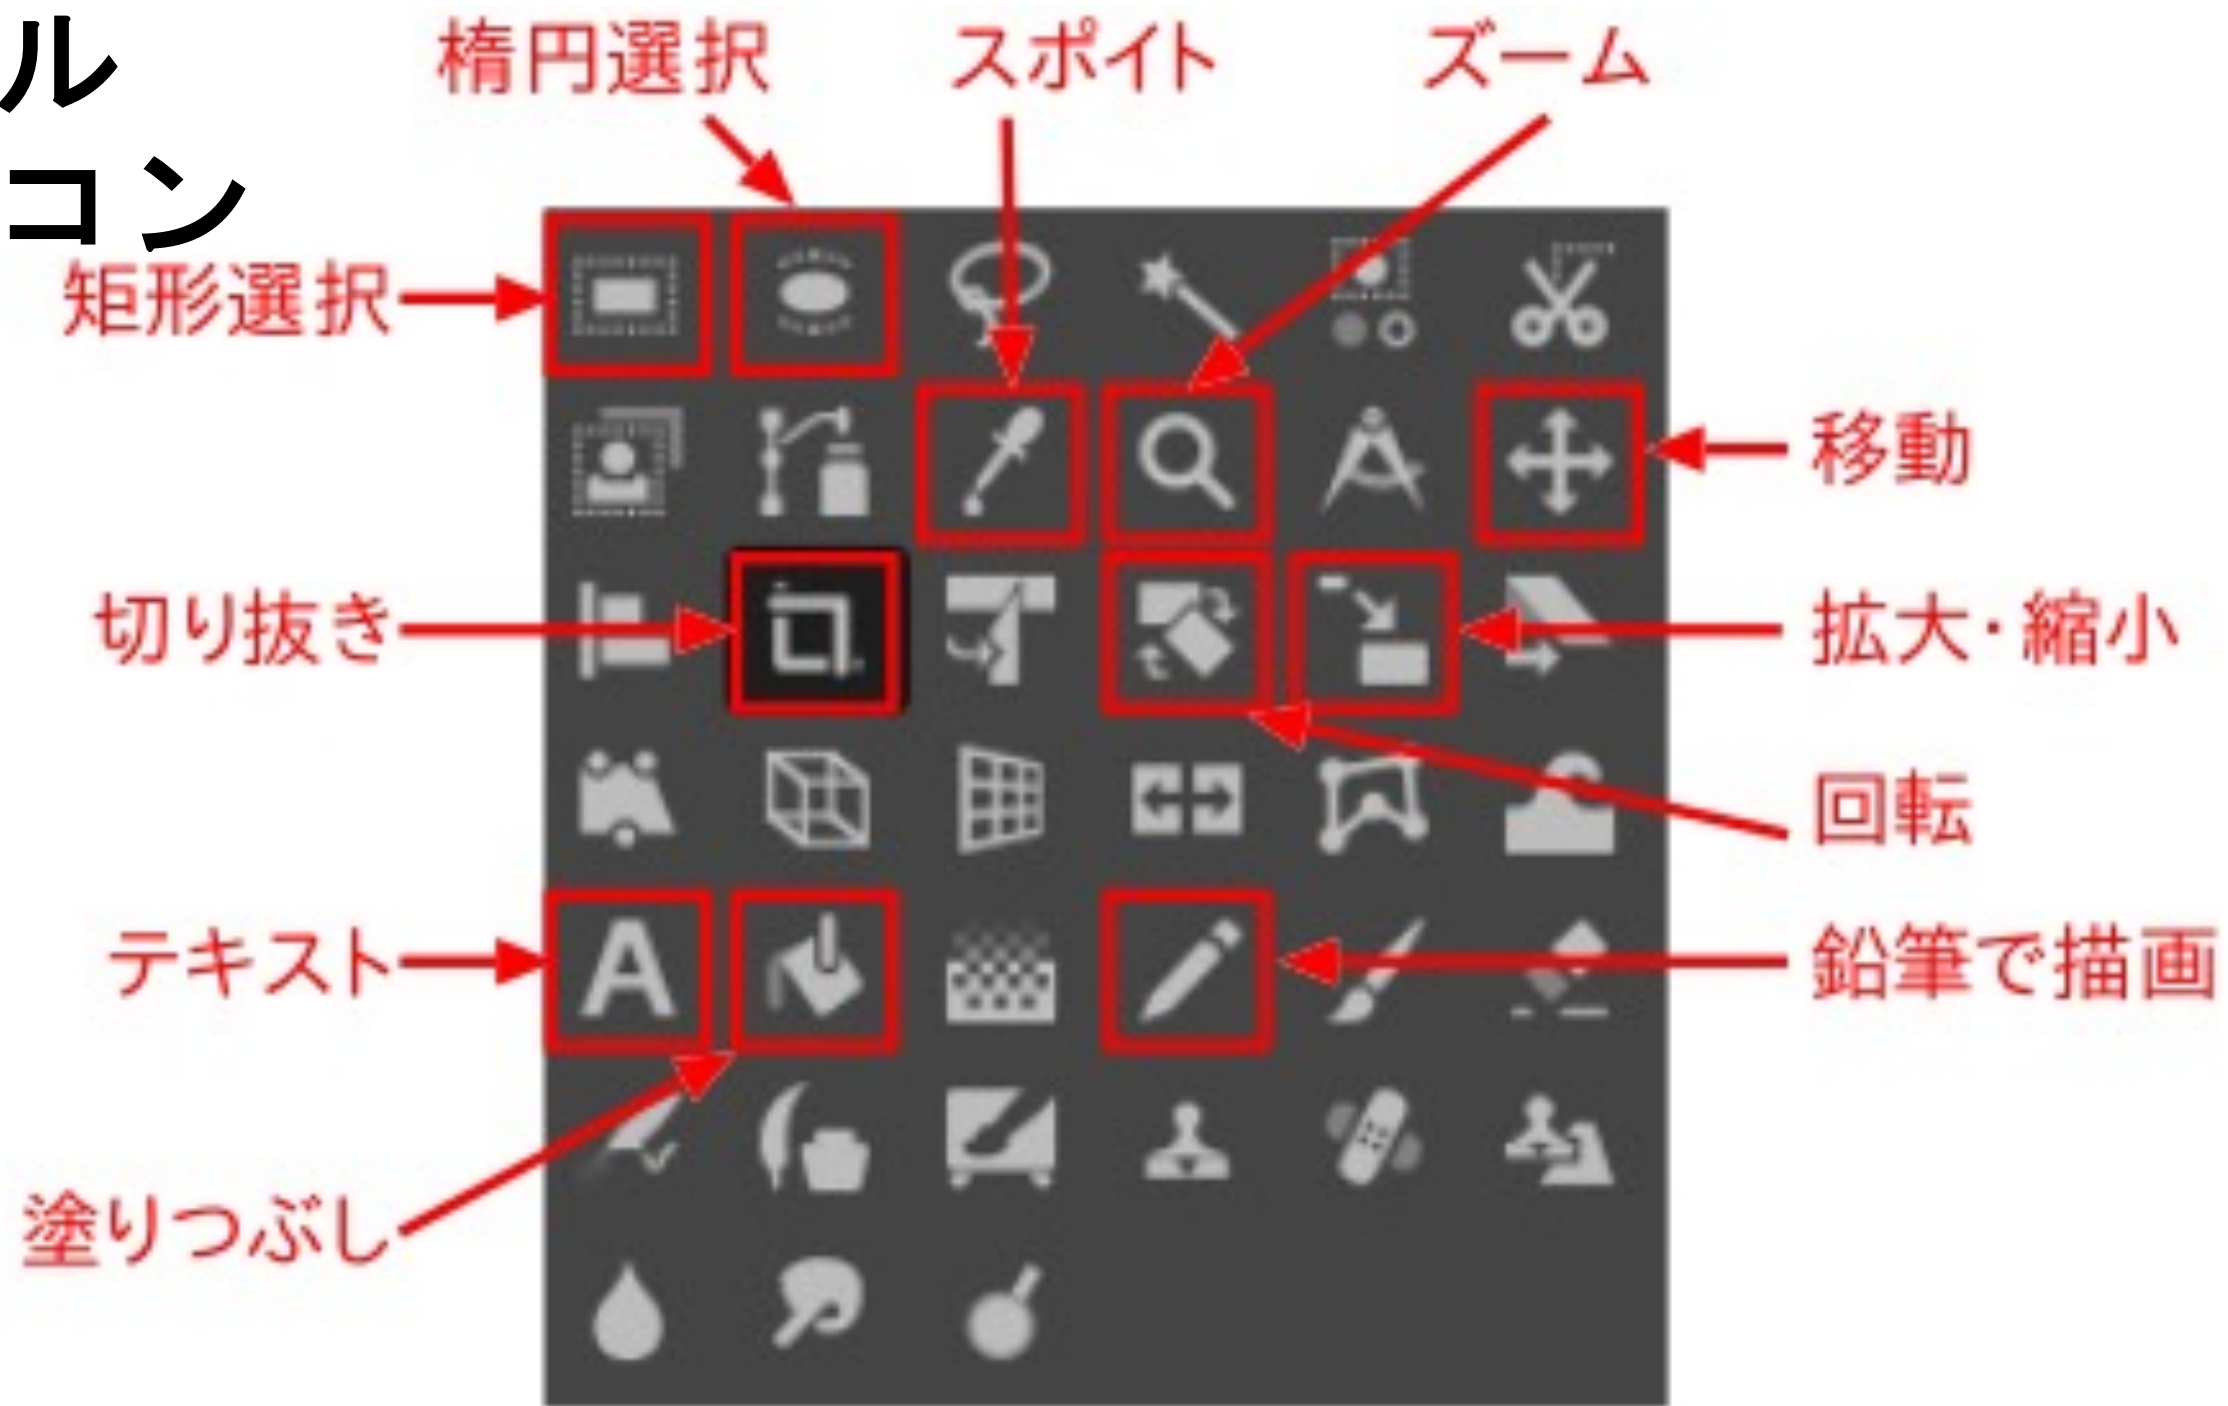 ル
コン
楕円選択
スポイト
ズーム
矩形選択
移動
切り抜き
拡大・縮小
回転
テキスト
鉛筆で描画
塗りつぶし